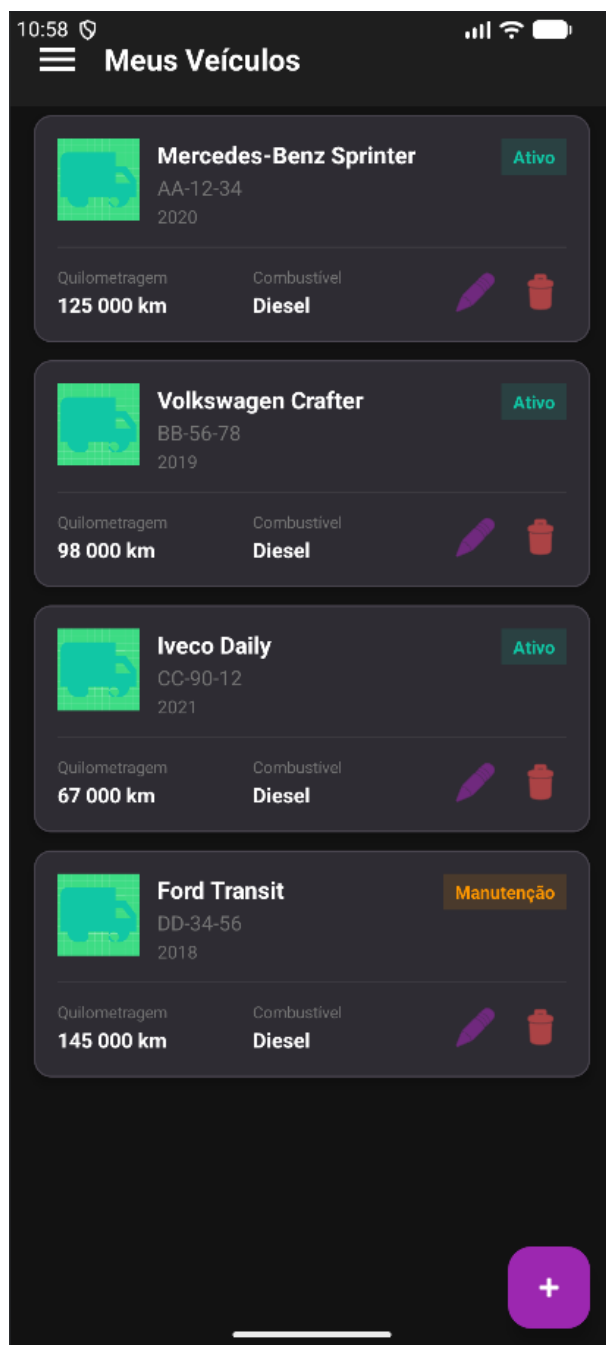 10:58
Meus Veículos
Mercedes-Benz Sprinter
Ativo
AA-12-34
2020
Quilometragem
Combustível
125 000 km
Diesel
Volkswagen Crafter
Ativo
BB-56-78
2019
Quilometragem
Combustível
98 000 km
Diesel
Iveco Daily
Ativo
CC-90-12
2021
Quilometragem
Combustível
67 000 km
Diesel
Ford Transit
Manutenção
DD-34-56
2018
Quilometragem
Combustível
145 000 km
Diesel
+